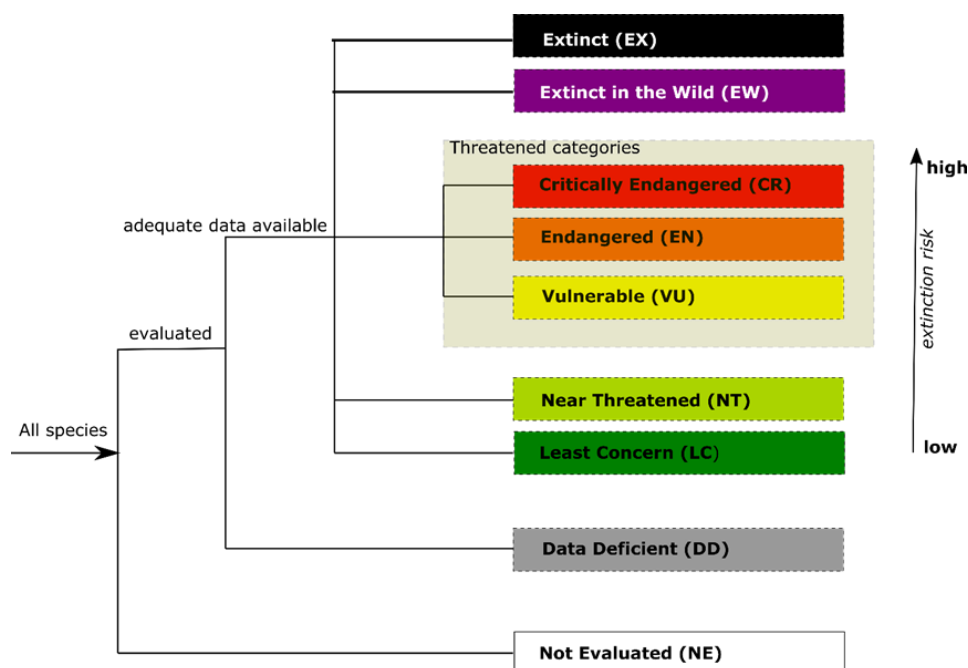 Extinct (EX)
Extinct in the Wild (EW)
Threatened categories
high
Critically Endangered (CR)
adequate data available
Endangered (EN)
extinction risk
Vulnerable (VU)
evaluated
Near Threatened (NT)
All species
Least Concern (LC)
low
Data Deficient (DD)
Not Evaluated (NE)